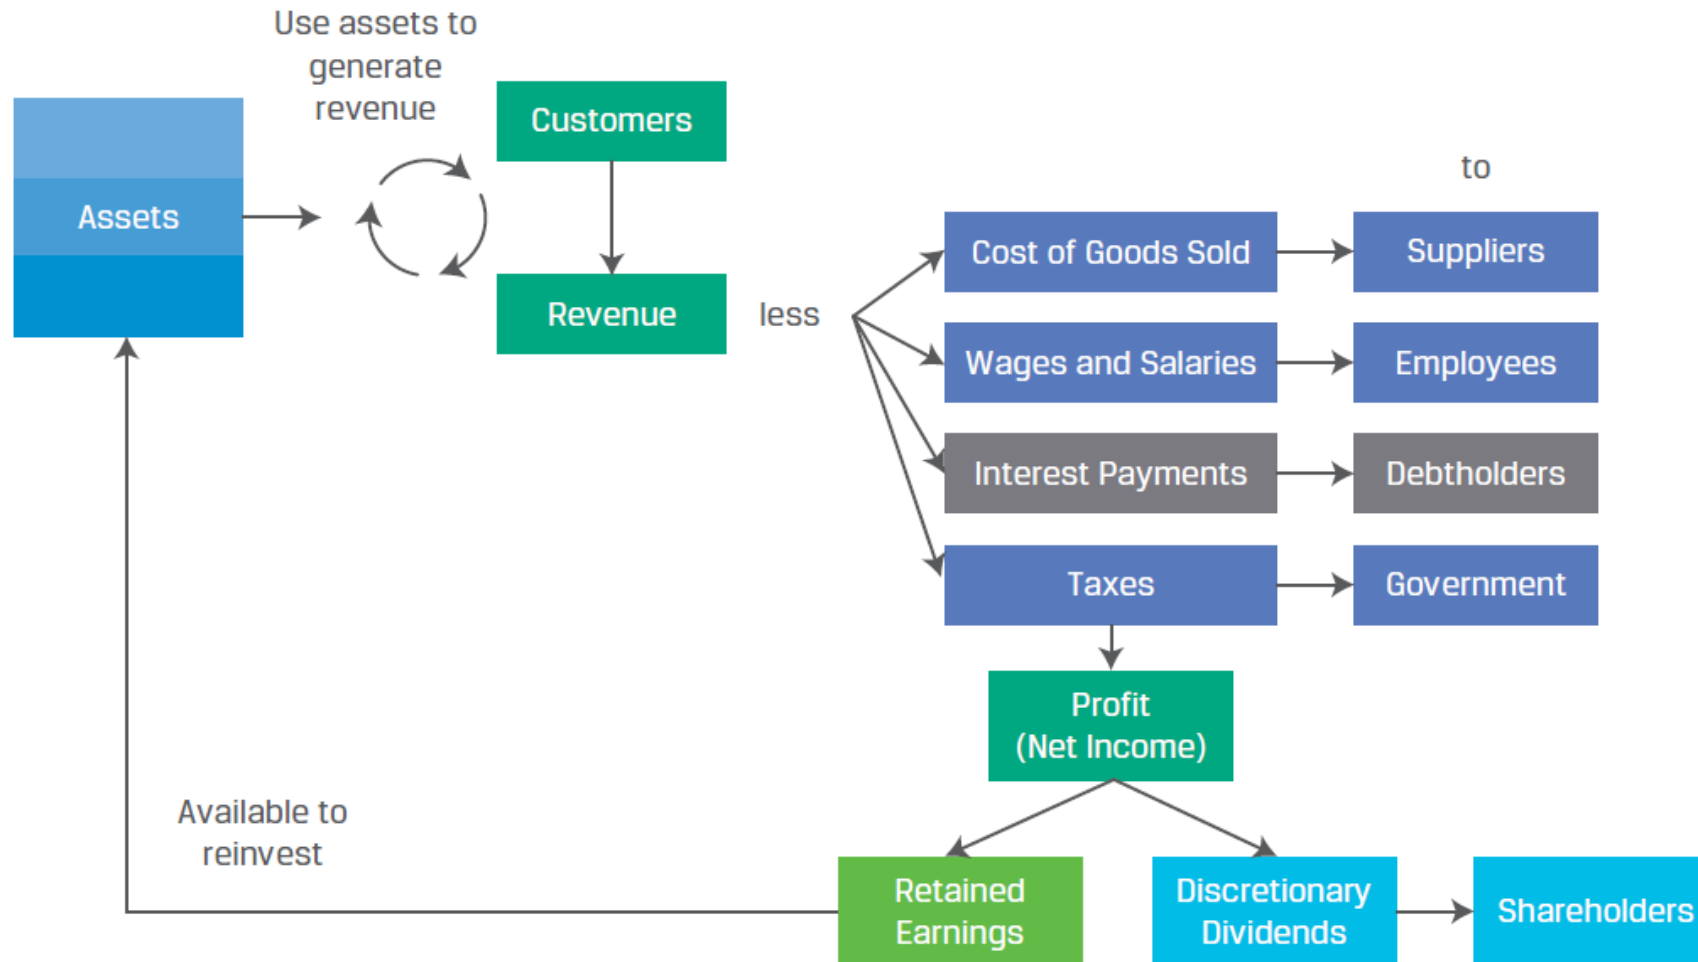 Use assets to
generate
revenue
Customers
Assets
Revenue
less
to
Cost of Goods Sold
Suppliers
Wages and Salaries
Employees
Interest Payments
Debtholders
Taxes
Government
Profit
(Net Income)
Available to
reinvest
Retained
Earnings
Discretionary
Dividends
Shareholders